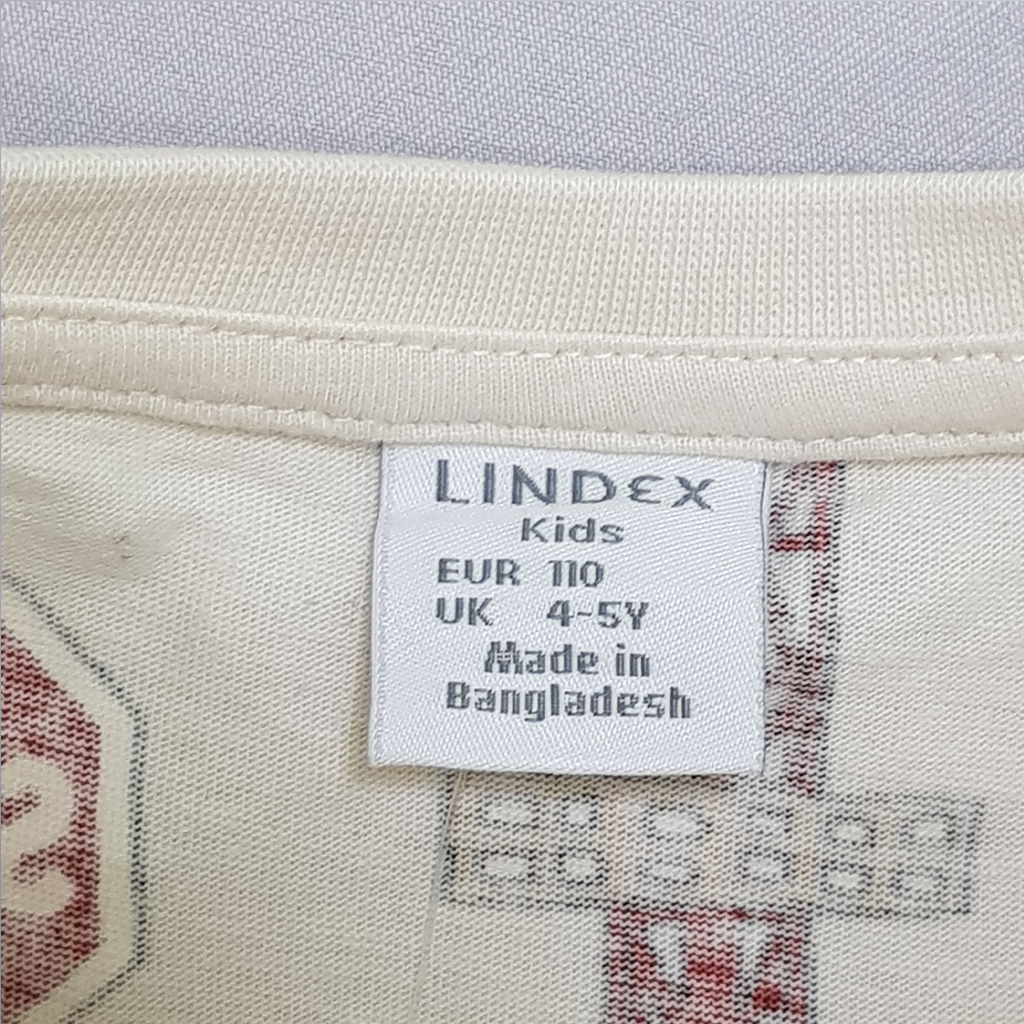 LINDEX
Kids
EUR 110
UK 4-5Y
Made in
Bangladesh